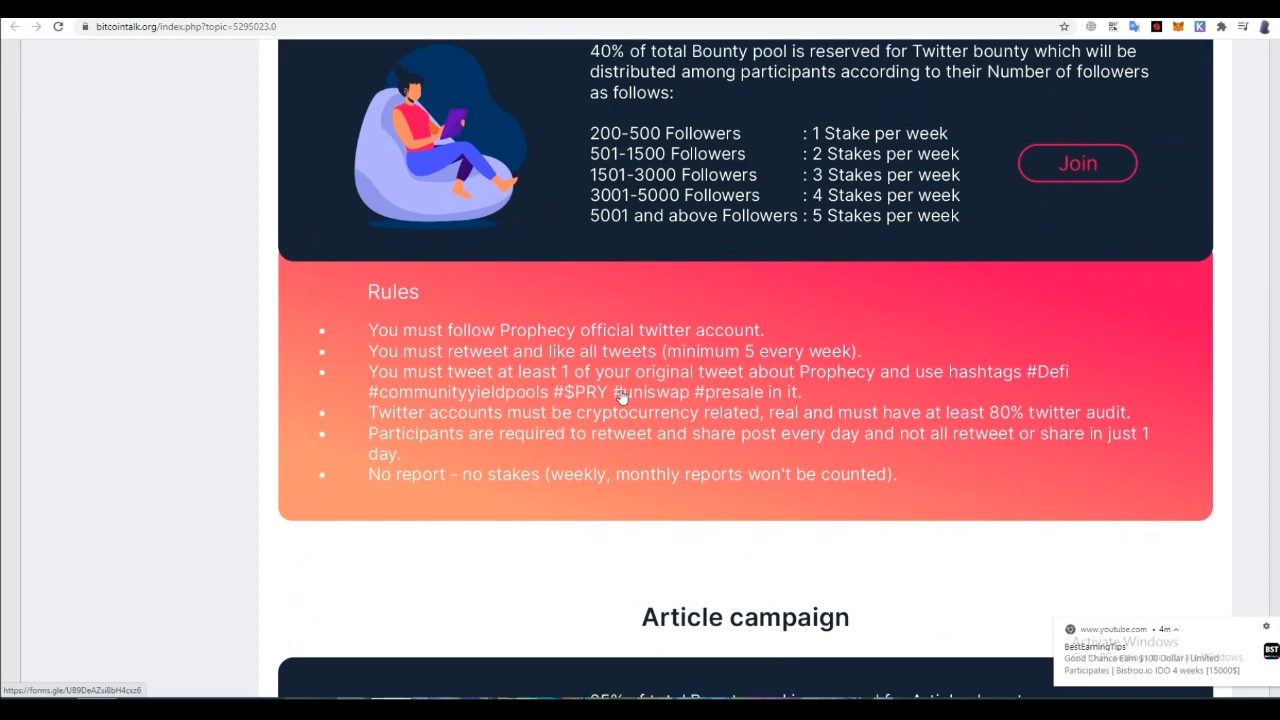 bitcointalk.org/index.php?topic=5295023.0
40% of total Bounty pool is reserved for Twitter bounty which will be
distributed among participants according to their Number of followers
as follows:
200-500 Followers : 1 Stake per week
501-1500 Followers : 2 Stakes per week
1501-3000 Followers : 3 Stakes per week
3001-5000 Followers : 4 Stakes per week
5001 and above Followers : 5 Stakes per week
Join
Rules
• You must follow Prophecy official twitter account.
• You must retweet and like all tweets (minimum 5 every week).
• You must tweet at least 1 of your original tweet about Prophecy and use hashtags #Defi
#communityyieldpools #$PRY #uniswap #presale in it.
• Twitter accounts must be cryptocurrency related, real and must have at least 80% twitter audit.
• Participants are required to retweet and share post every day and not all retweet or share in just 1
day.
• No report - no stakes (weekly, monthly reports won't be counted).
Article campaign
www.youtube.com • 4m
Activate Windows
BestEarningTips
Good Chance Earn $100 Dollar | Limited
Participates | Bistroo.io IDO 4 weeks [15000$]
BST
https://forms.gle/UB9DeAZsi8bH4cxz6